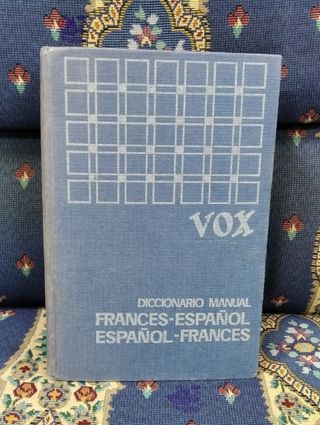 VOX
DICCIONARIO MANUAL
FRANCES-ESPAÑOL
ESPAÑOL-FRANCES